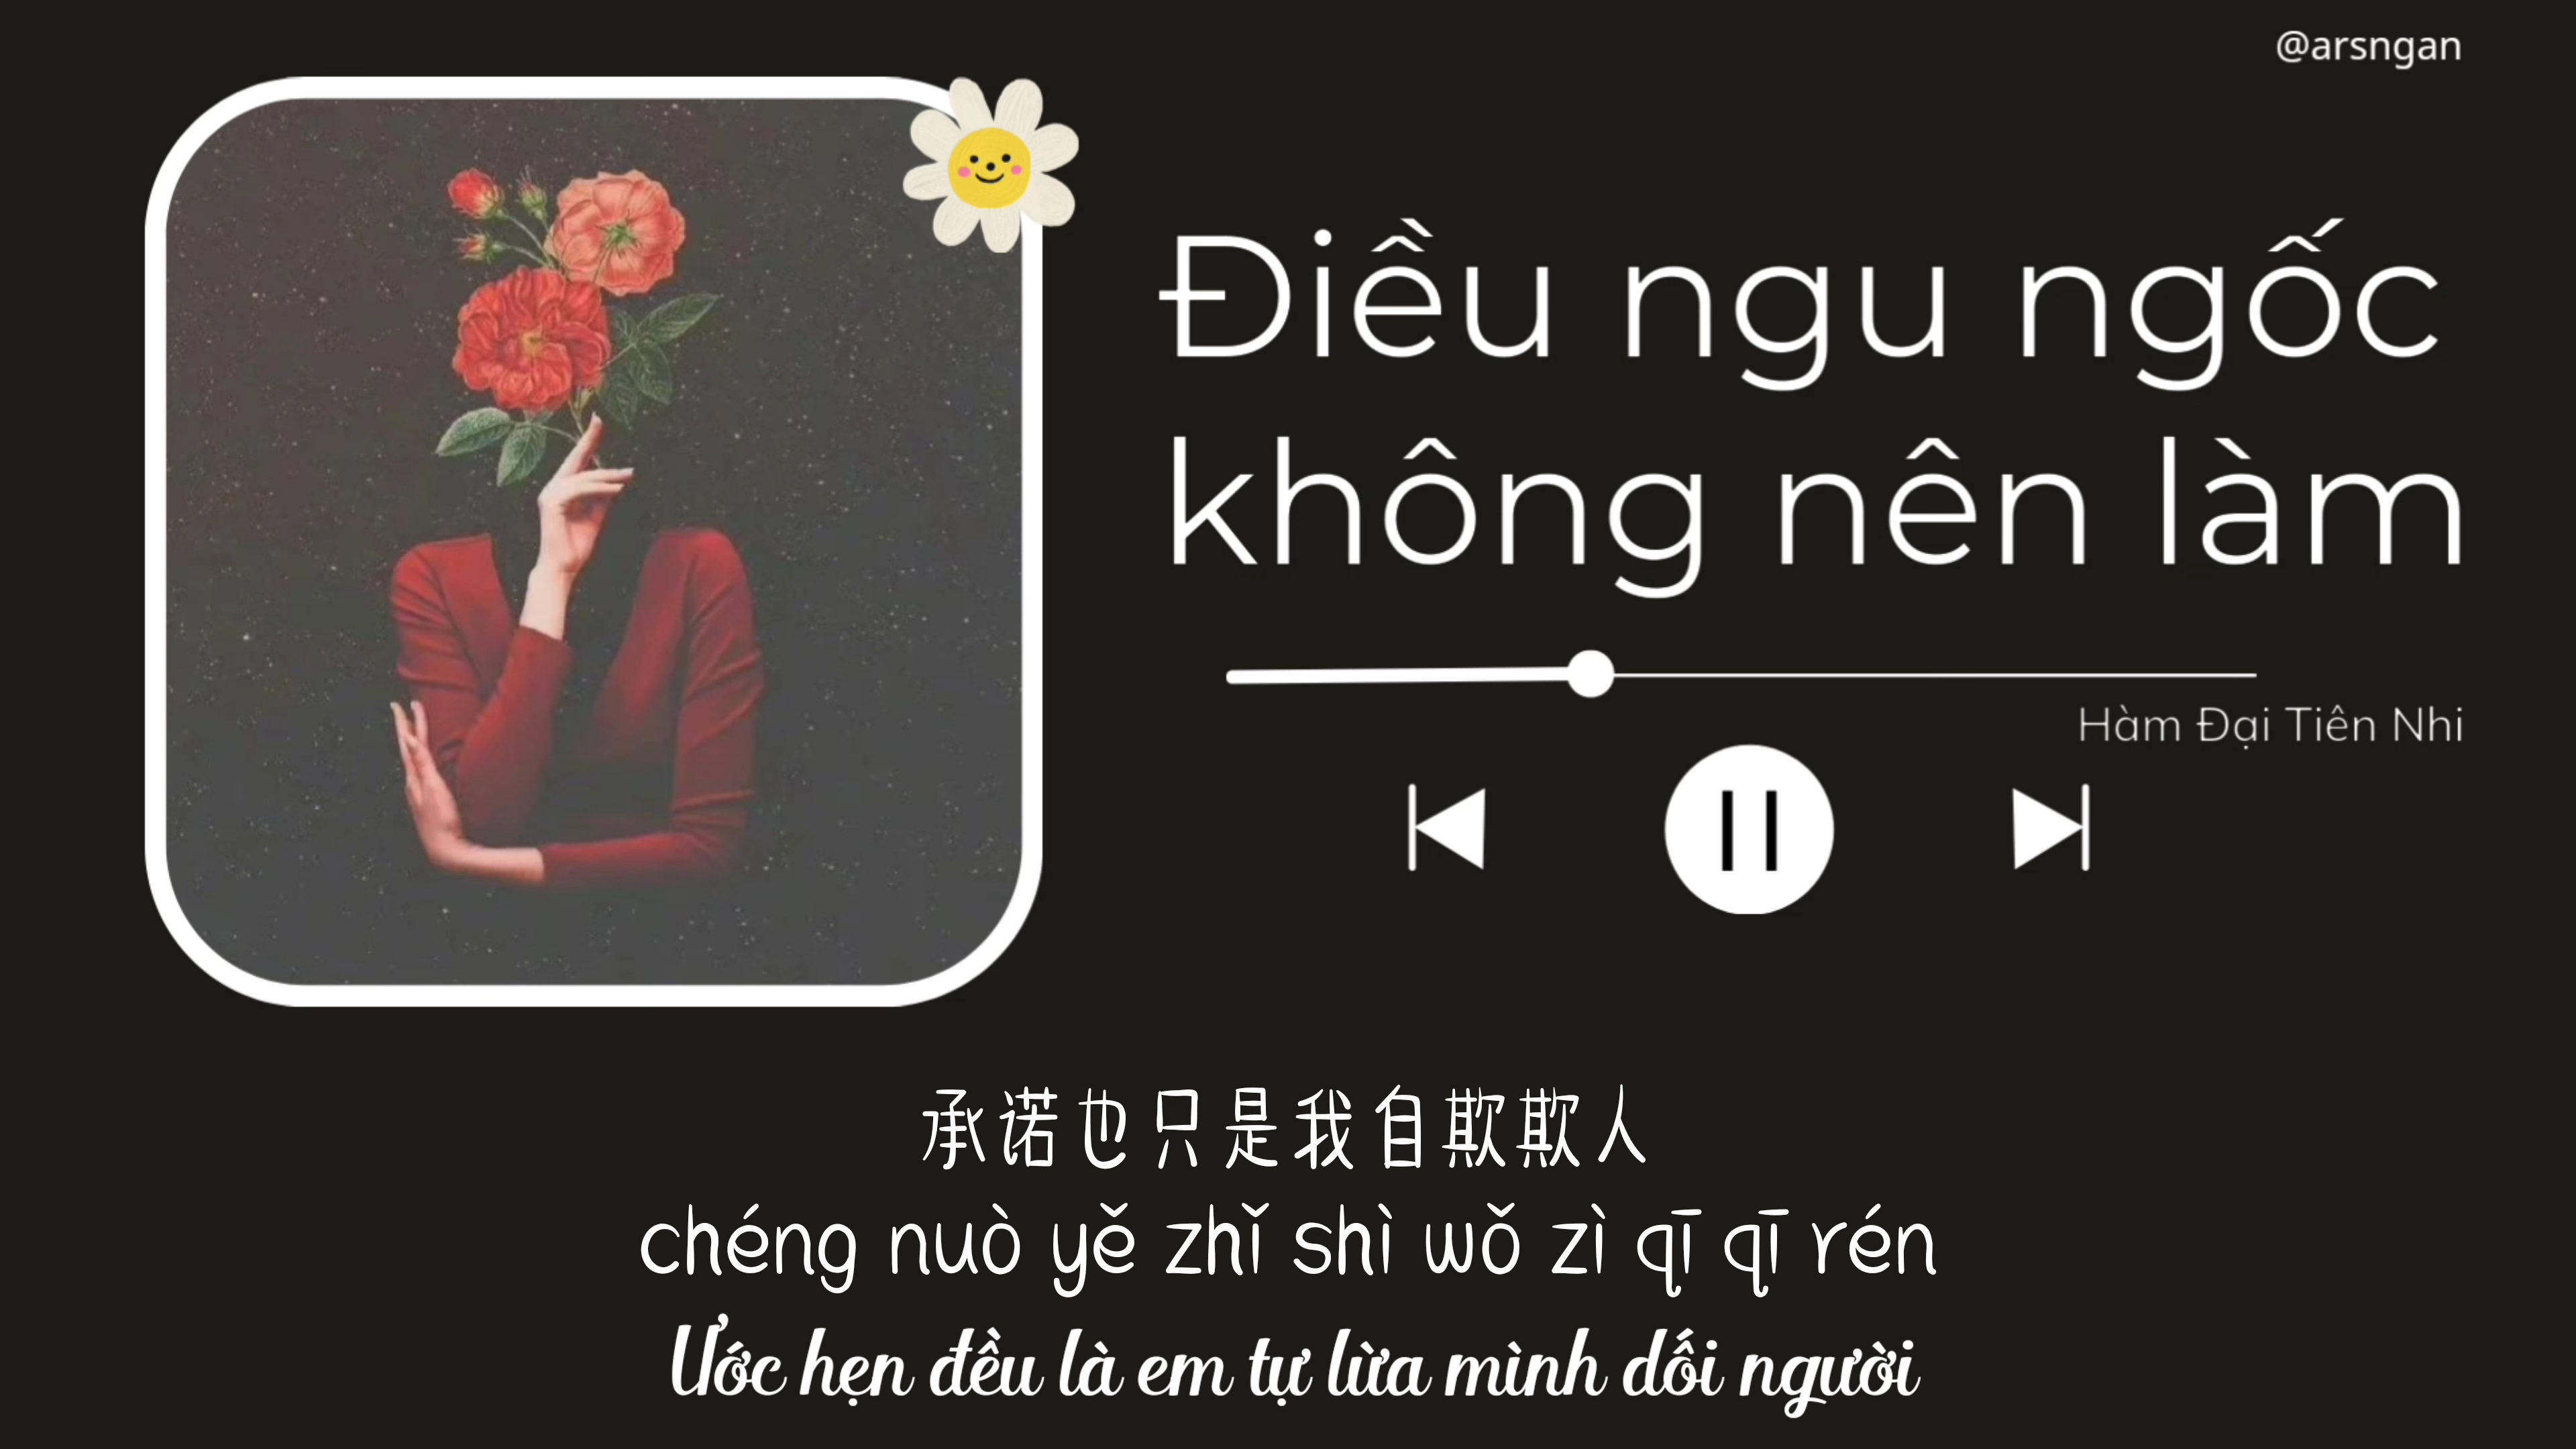 @arsngan
Điều ngu ngốc
không nên làm
Hàm Đại Tiên Nhi
承诺也只是我自欺欺人
chéng nuò yě zhǐ shì wǒ zì qī qī rén
Ước hẹn đều là em tự lừa mình dối người